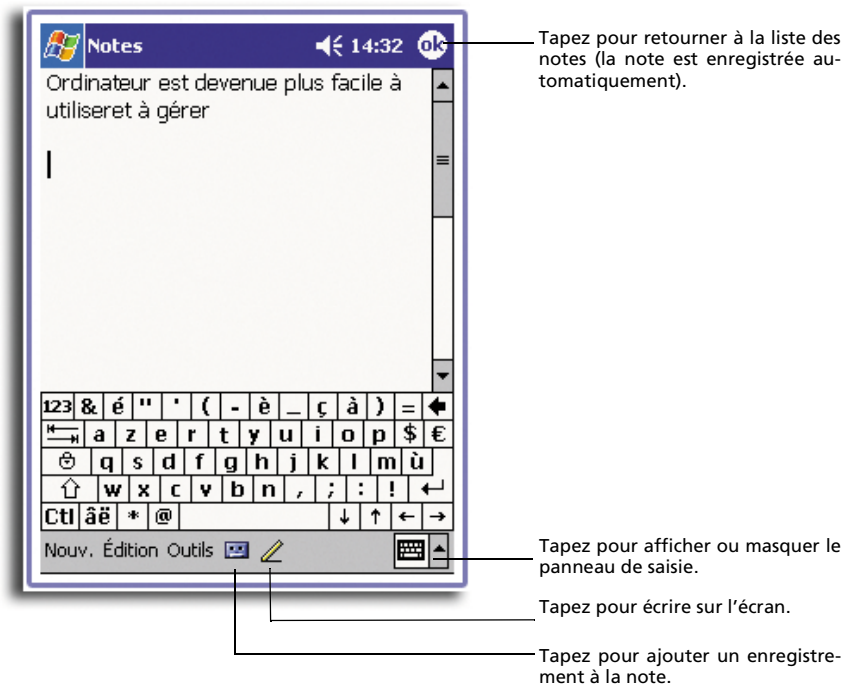 Notes 14:32 ok
Ordinateur est devenue plus facile à
utiliseret à gérer
123 & é " ' ( - è _ ç à ) =
a z e r t y u i o p $ €
q s d f g h j k l m ù
w x c v b n , ; : !
Ctl âë * @ ↓ ↑ ← →
Nouv. Édition Outils
Tapez pour retourner à la liste des
notes (la note est enregistrée au-
tomatiquement).
Tapez pour afficher ou masquer le
panneau de saisie.
Tapez pour écrire sur l'écran.
Tapez pour ajouter un enregistre-
ment à la note.